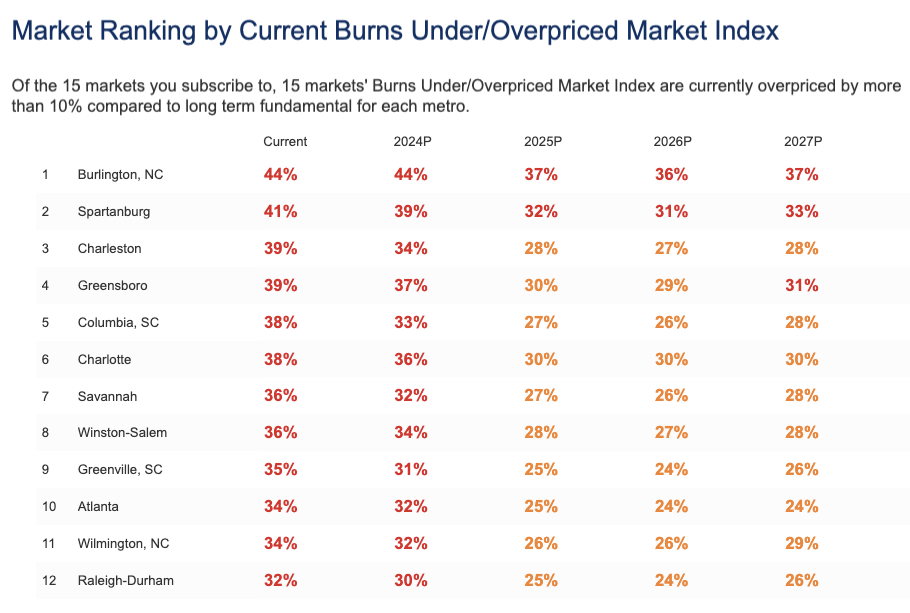 Market Ranking by Current Burns Under/Overpriced Market Index
Of the 15 markets you subscribe to, 15 markets' Burns Under/Overpriced Market Index are currently overpriced by more
than 10% compared to long term fundamental for each metro.
Current 2024P 2025P 2026P 2027P
1 Burlington, NC 44% 44% 37% 36% 37%
2 Spartanburg 41% 39% 32% 31% 33%
3 Charleston 39% 34% 28% 27% 28%
4 Greensboro 39% 37% 30% 29% 31%
5 Columbia, SC 38% 33% 27% 26% 28%
6 Charlotte 38% 36% 30% 30% 30%
7 Savannah 36% 32% 27% 26% 28%
8 Winston-Salem 36% 34% 28% 27% 28%
9 Greenville, SC 35% 31% 25% 24% 26%
10 Atlanta 34% 32% 25% 24% 24%
11 Wilmington, NC 34% 32% 26% 26% 29%
12 Raleigh-Durham 32% 30% 25% 24% 26%